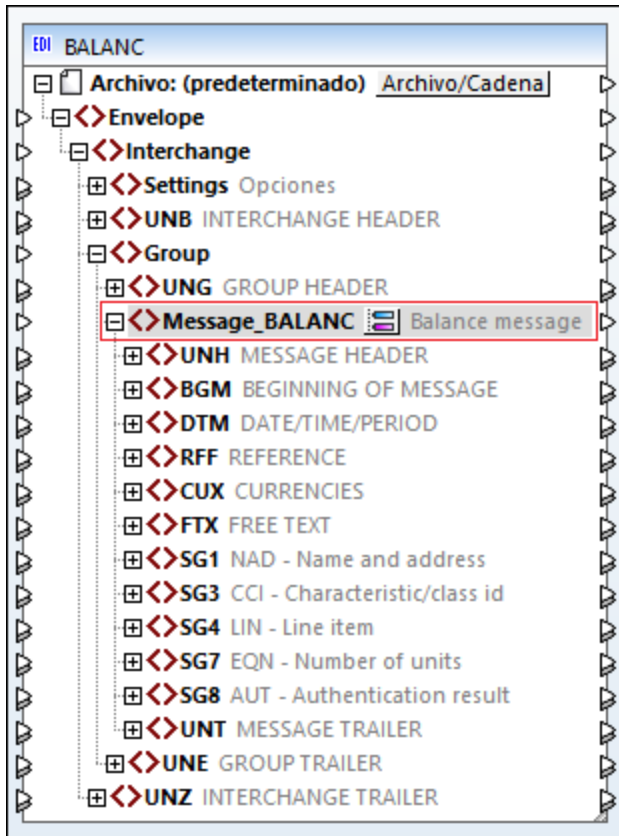 EDI BALANC
Archivo: (predeterminado) Archivo/Cadena
Envelope
Interchange
Settings Opciones
UNB INTERCHANGE HEADER
Group
UNG GROUP HEADER
Message_BALANC Balance message
UNH MESSAGE HEADER
BGM BEGINNING OF MESSAGE
DTM DATE/TIME/PERIOD
RFF REFERENCE
CUX CURRENCIES
FTX FREE TEXT
SG1 NAD - Name and address
SG3 CCI - Characteristic/class id
SG4 LIN - Line item
SG7 EQN - Number of units
SG8 AUT - Authentication result
UNT MESSAGE TRAILER
UNE GROUP TRAILER
UNZ INTERCHANGE TRAILER